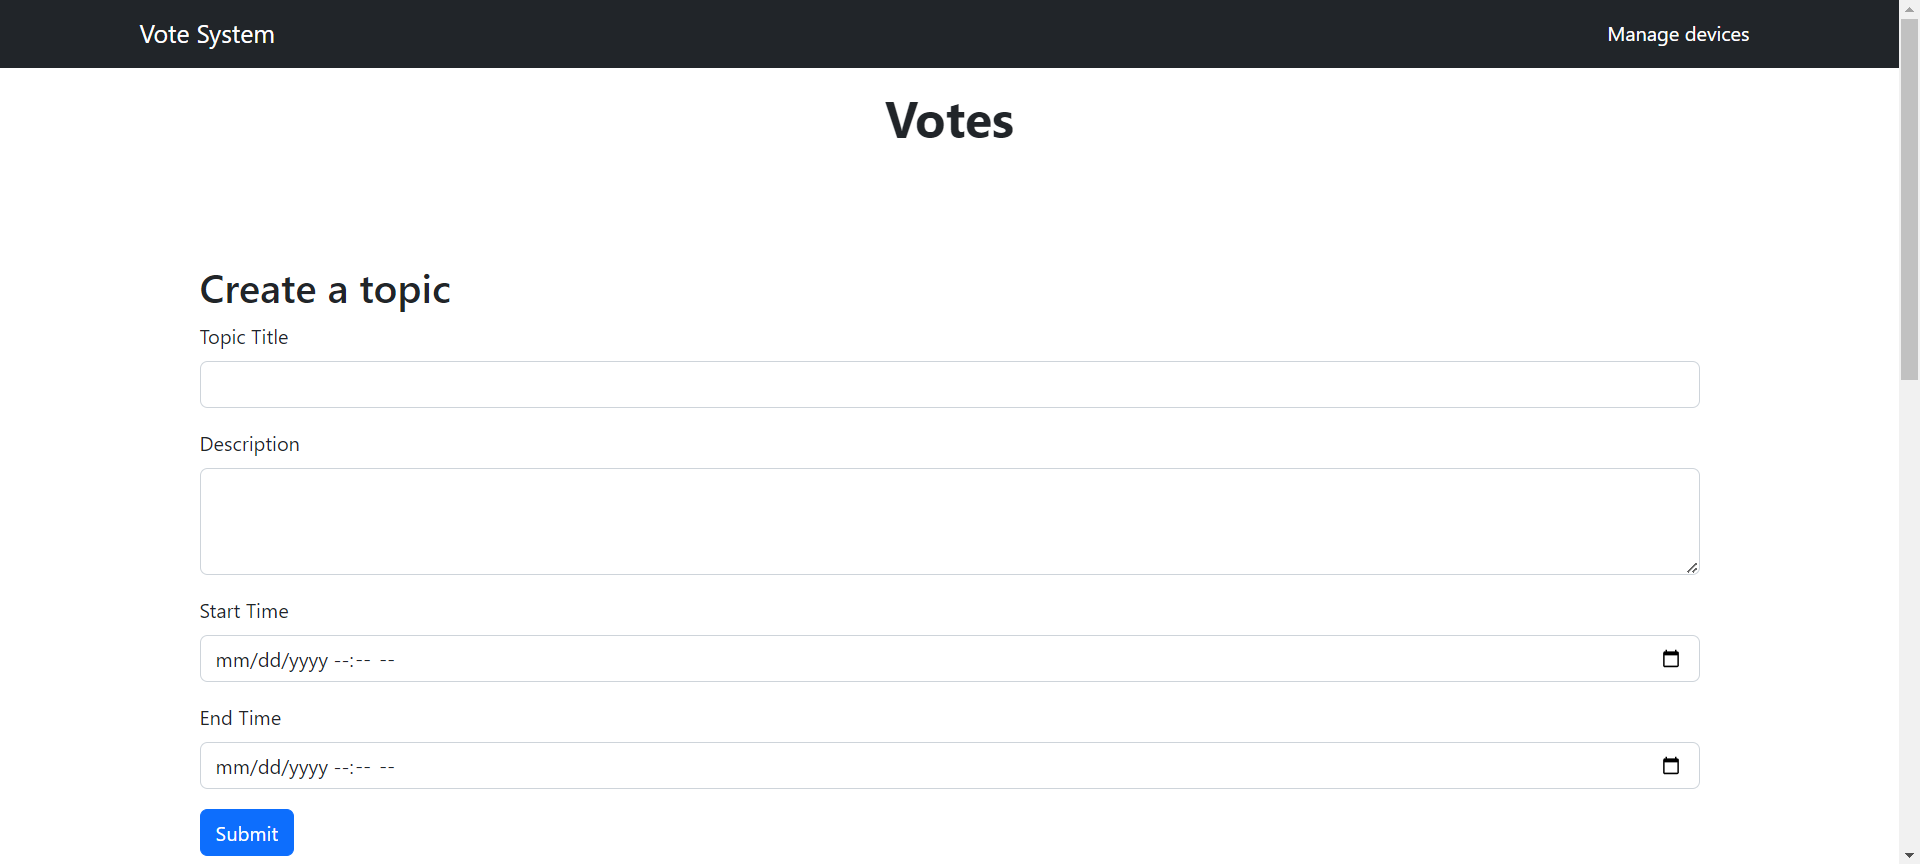 Vote System
Manage devices
Votes
Create a topic
Topic Title
Description
Start Time
mm/dd/yyyy --:-- --
End Time
mm/dd/yyyy --:-- --
Submit